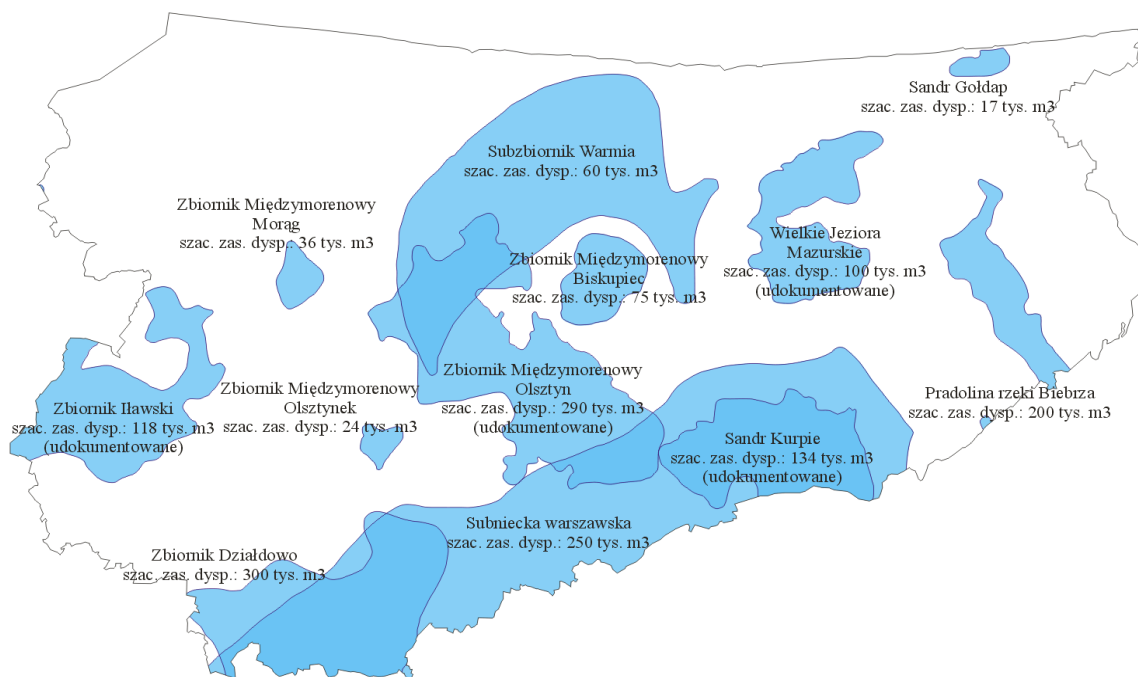 Sandr Gołdap
szac. zas. dysp.: 17 tys. m3
Subzbiornik Warmia
szac. zas. dysp.: 60 tys. m3
Zbiornik Międzymorenowy
Morąg
szac. zas. dysp.: 36 tys. m3
Wielkie Jeziora
Mazurskie
szac. zas. dysp.: 100 tys. m3
(udokumentowane)
Zbiornik Międzymorenowy
Biskupiec
szac. zas. dysp.: 75 tys. m3
Zbiornik Międzymorenowy
Olsztyn
szac. zas. dysp.: 290 tys. m3
(udokumentowane)
Zbiornik Międzymorenowy
Olsztynek
szac. zas. dysp.: 24 tys. m3
Pradolina rzeki Biebrza
szac. zas. dysp.: 200 tys. m3
Zbiornik Iławski
szac. zas. dysp.: 118 tys. m3
(udokumentowane)
Sandr Kurpie
szac. zas. dysp.: 134 tys. m3
(udokumentowane)
Subniecka warszawska
szac. zas. dysp.: 250 tys. m3
Zbiornik Działdowo
szac. zas. dysp.: 300 tys. m3